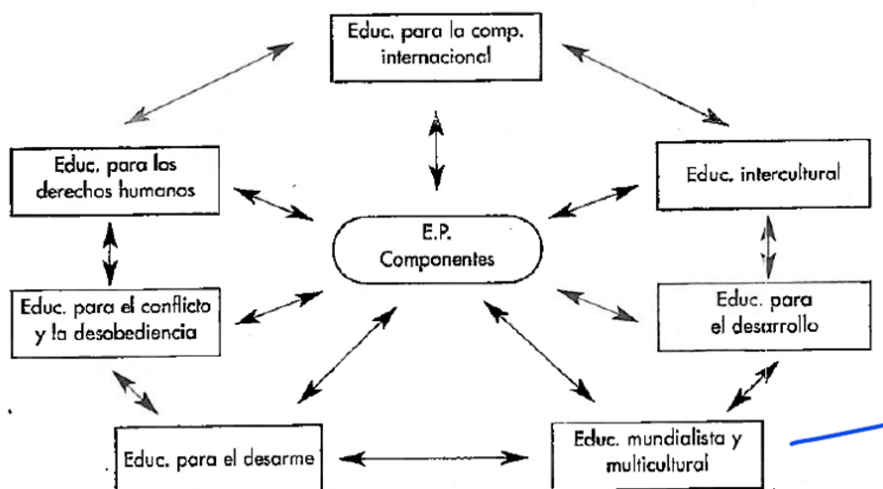 Educ. para la comp.
internacional
Educ. para los
derechos humanos
Educ. intercultural
E.P.
Componentes
Educ. para el conflicto
y la desobediencia
Educ. para
el desarrollo
Educ. para el desarme
Educ. mundialista y
multicultural